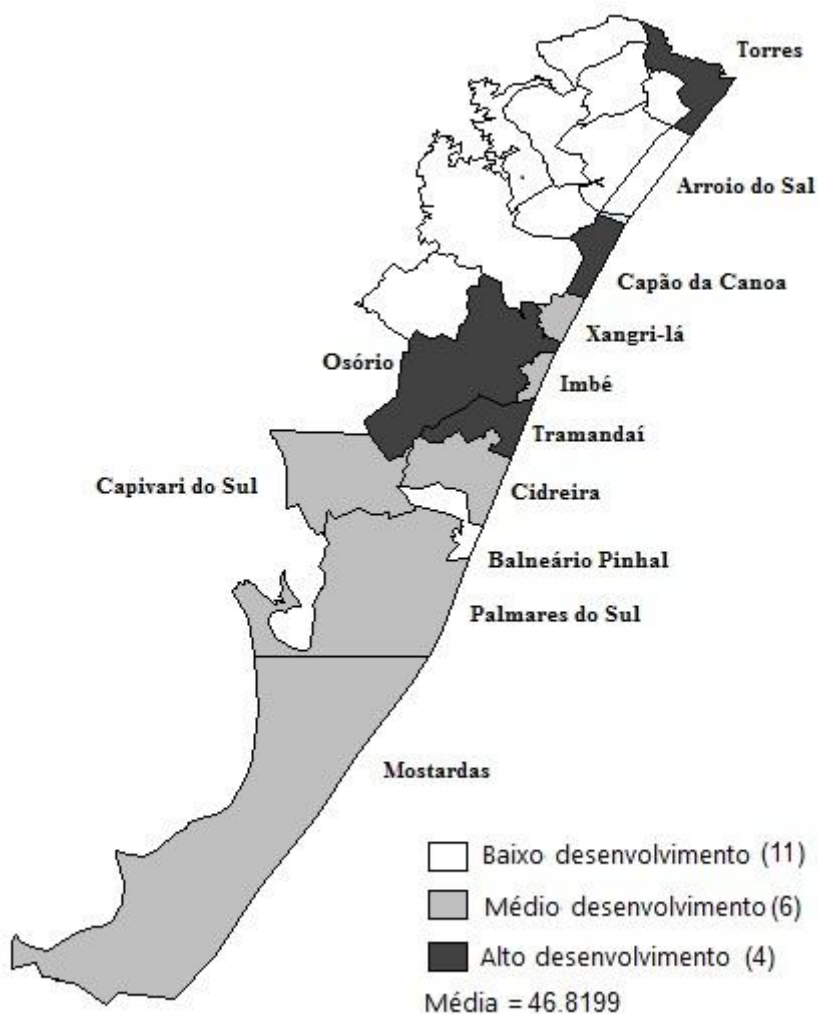 Torres
Arroio do Sal
Capão da Canoa
Xangri-lá
Osório
Imbé
Tramandaí
Capivari do Sul
Cidreira
Balneário Pinhal
Palmares do Sul
Mostardas
Baixo desenvolvimento (11)
Médio desenvolvimento (6)
Alto desenvolvimento (4)
Média = 46.8199